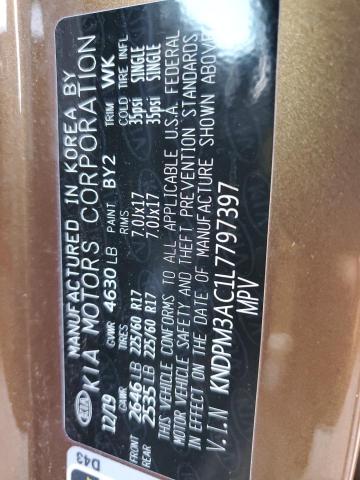 MANUFACTURED IN KOREA BY
KIA KIA MOTORS CORPORATION
12/19 GVWR 4630 LB PAINT BY2 TRIM WK
GAWR TIRES RIMS COLD TIRE INFL
FRONT 2646 LB 225/60 R17 7.0Jx17 35psi SINGLE
REAR 2535 LB 225/60 R17 7.0Jx17 35psi SINGLE
THIS VEHICLE CONFORMS TO ALL APPLICABLE U.S.A. FEDERAL
MOTOR VEHICLE SAFETY AND THEFT PREVENTION STANDARDS
IN EFFECT ON THE DATE OF MANUFACTURE SHOWN ABOVE
V.I.N KNDPM3AC1L7797397
MPV
D43